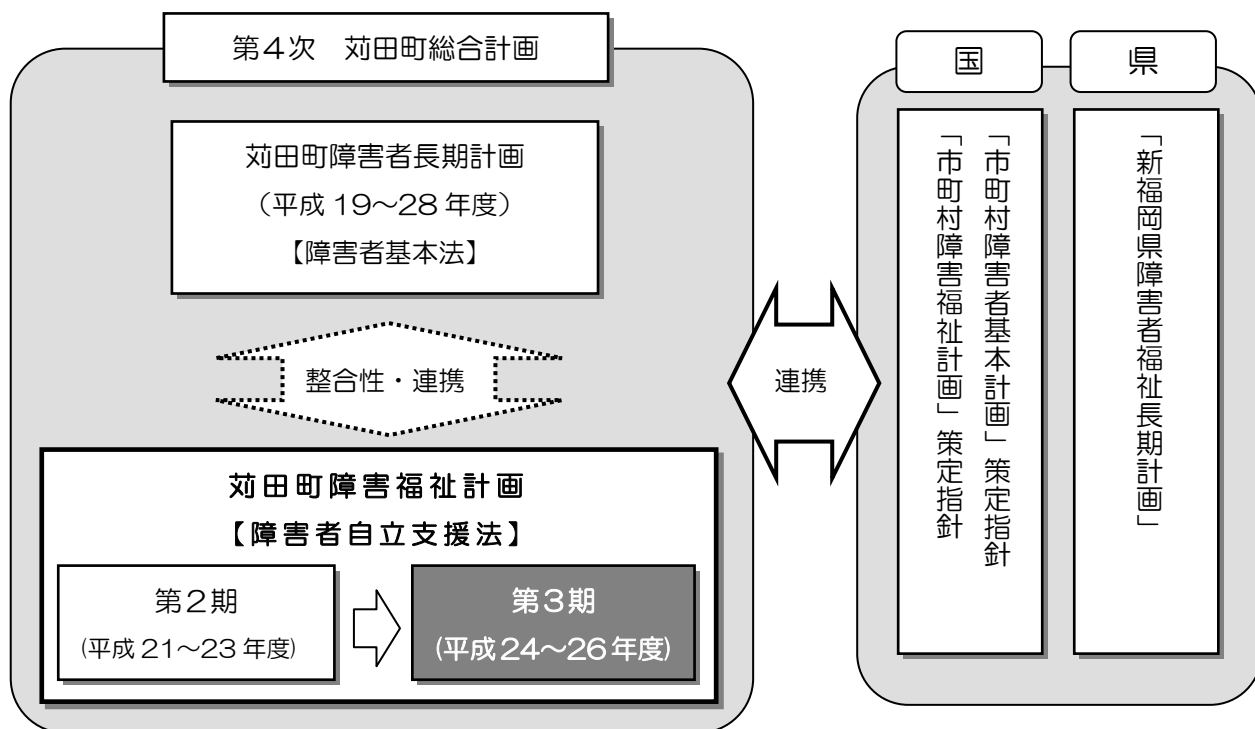 第４次　苅田町総合計画
苅田町障害者長期計画
（平成 19～28 年度）
【障害者基本法】
整合性・連携
苅田町障害福祉計画
【障害者自立支援法】
第２期
(平成 21～23 年度)
第３期
(平成 24～26 年度)
連携
国
「市町村障害者基本計画」策定指針
「市町村障害福祉計画」策定指針
県
「新福岡県障害者福祉長期計画」